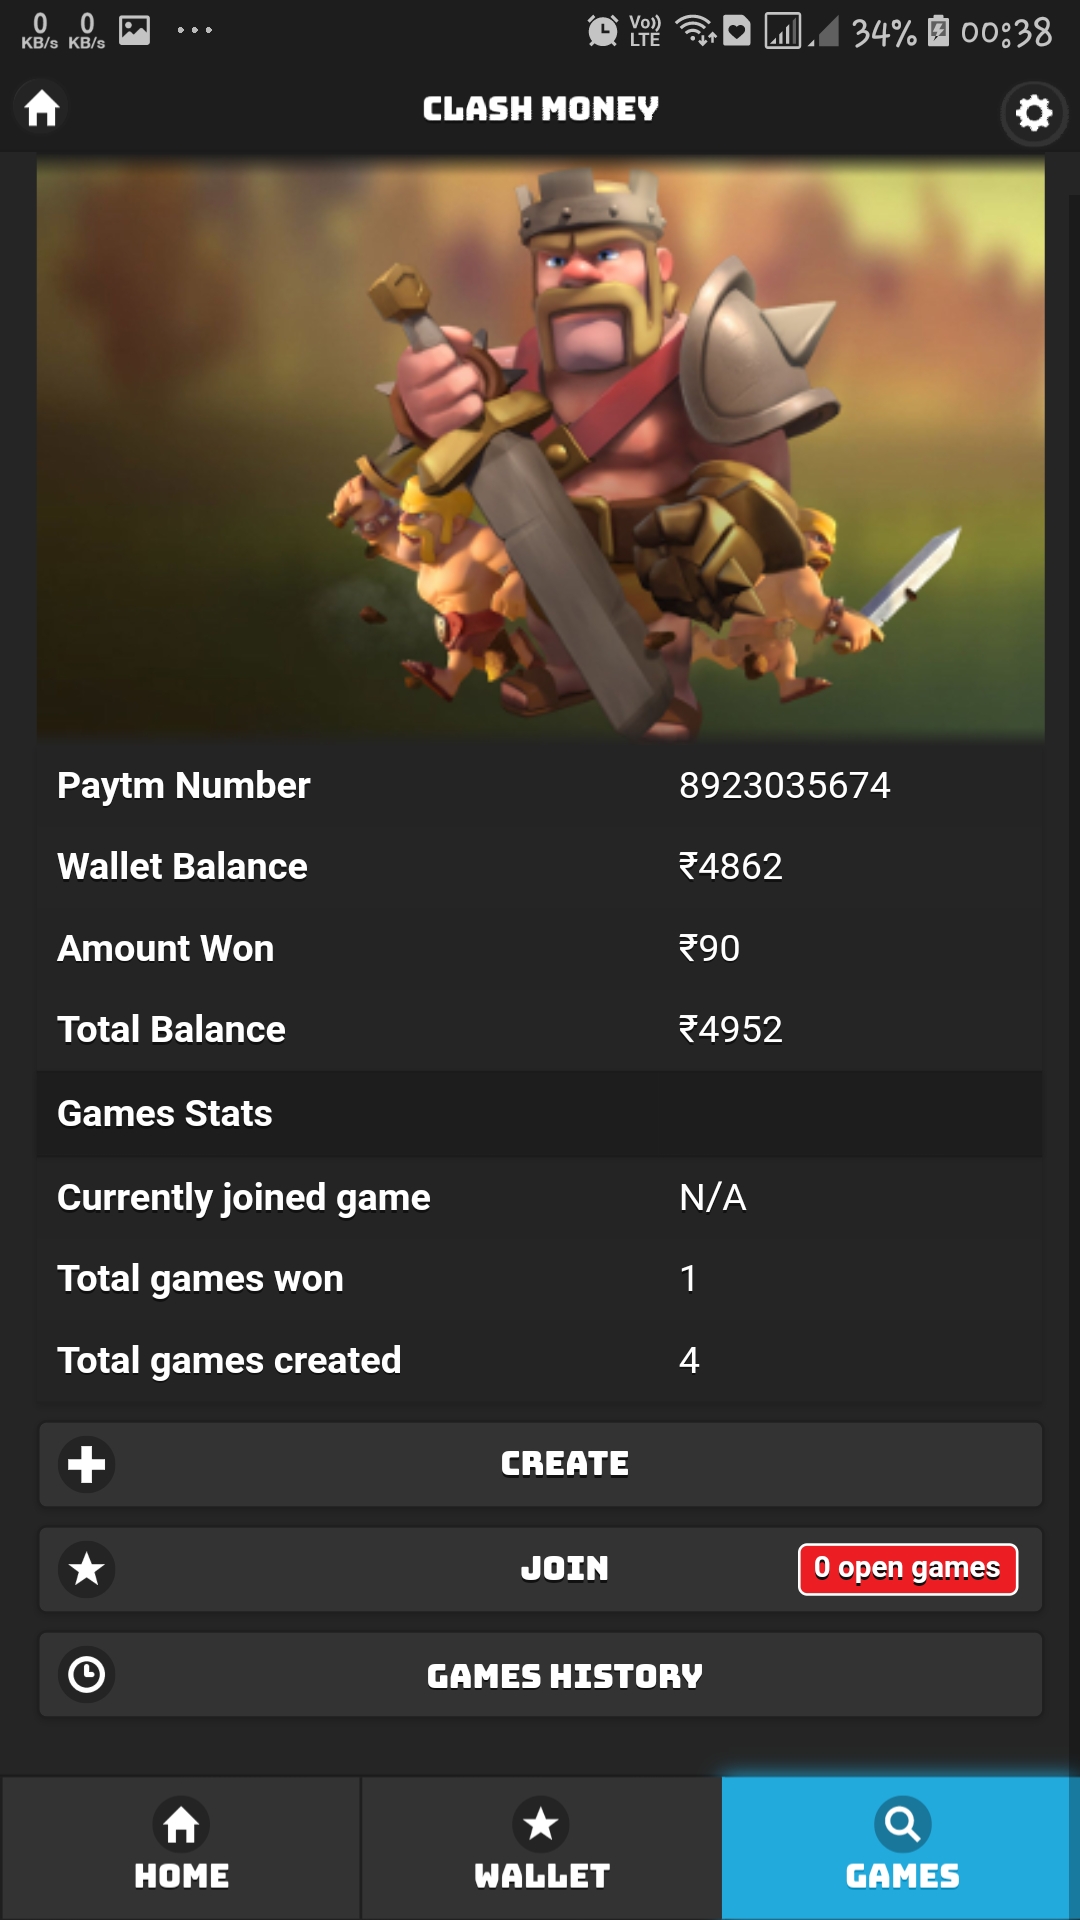 0 KB/s 0 KB/s ... Vo)) LTE 34% 00:38
CLASH MONEY
Paytm Number 8923035674
Wallet Balance ₹4862
Amount Won ₹90
Total Balance ₹4952
Games Stats
Currently joined game N/A
Total games won 1
Total games created 4
CREATE
JOIN 0 open games
GAMES HISTORY
HOME WALLET GAMES